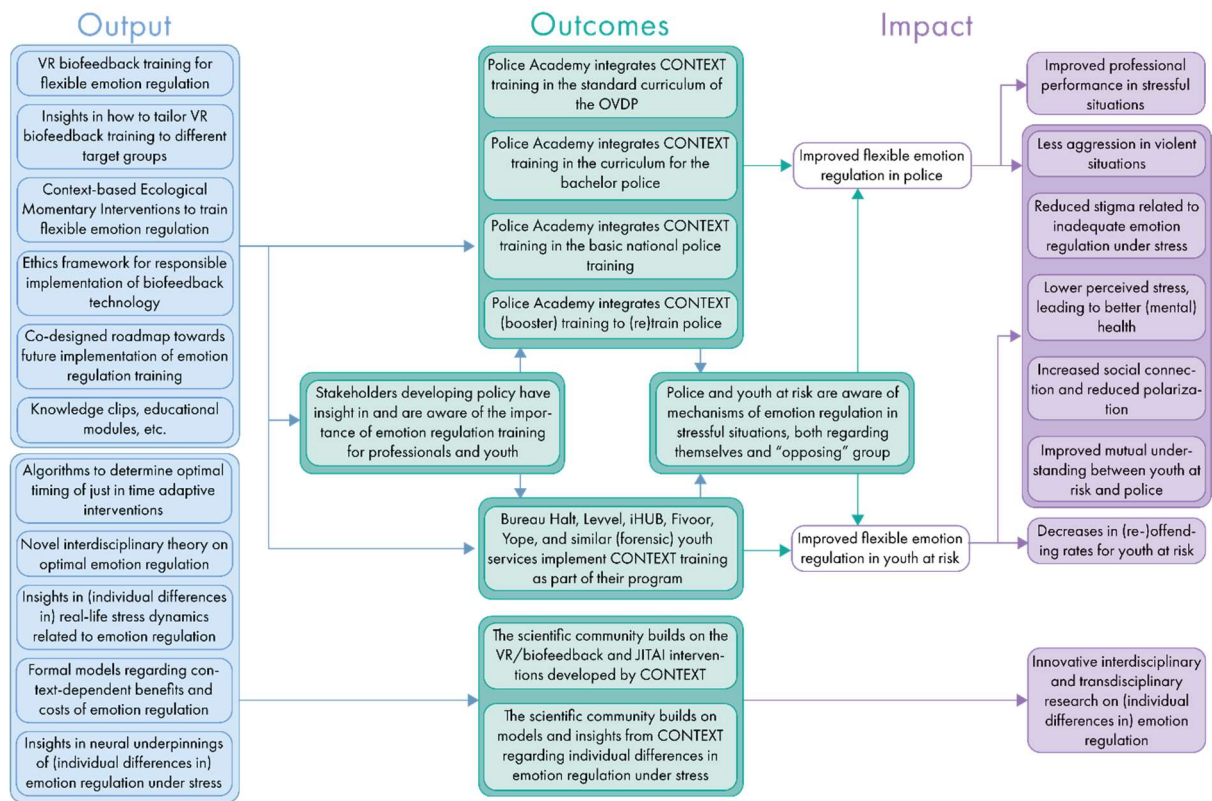 Output
VR biofeedback training for
flexible emotion regulation
Insights in how to tailor VR
biofeedback training to different
target groups
Context-based Ecological
Momentary Interventions to train
flexible emotion regulation
Ethics framework for responsible
implementation of biofeedback
technology
Co-designed roadmap towards
future implementation of emotion
regulation training
Knowledge clips, educational
modules, etc.
Algorithms to determine optimal
timing of just in time adaptive
interventions
Novel interdisciplinary theory on
optimal emotion regulation
Insights in (individual differences
in) real-life stress dynamics
related to emotion regulation
Formal models regarding con-
text-dependent benefits and
costs of emotion regulation
Insights in neural underpinnings
of (individual differences in)
emotion regulation under stress
Outcomes
Police Academy integrates CONTEXT
training in the standard curriculum of
the OVDP
Police Academy integrates CONTEXT
training in the curriculum for the
bachelor police
Police Academy integrates CONTEXT
training in the basic national police
training
Police Academy integrates CONTEXT
(booster) training to (re)train police
Stakeholders developing policy have
insight in and are aware of the impor-
tance of emotion regulation training
for professionals and youth
Police and youth at risk are aware of
mechanisms of emotion regulation in
stressful situations, both regarding
themselves and “opposing” group
Bureau Halt, Levvel, iHUB, Fivoor,
Yope, and similar (forensic) youth
services implement CONTEXT training
as part of their program
The scientific community builds on the
VR/biofeedback and JITAI interven-
tions developed by CONTEXT
The scientific community builds on
models and insights from CONTEXT
regarding individual differences in
emotion regulation under stress
Impact
Improved flexible emotion
regulation in police
Improved flexible emotion
regulation in youth at risk
Improved professional
performance in stressful
situations
Less aggression in violent
situations
Reduced stigma related to
inadequate emotion
regulation under stress
Lower perceived stress,
leading to better (mental)
health
Increased social connec-
tion and reduced polariza-
tion
Improved mutual under-
standing between youth at
risk and police
Decreases in (re-)offend-
ing rates for youth at risk
Innovative interdisciplinary
and transdisciplinary
research on (individual
differences in) emotion
regulation